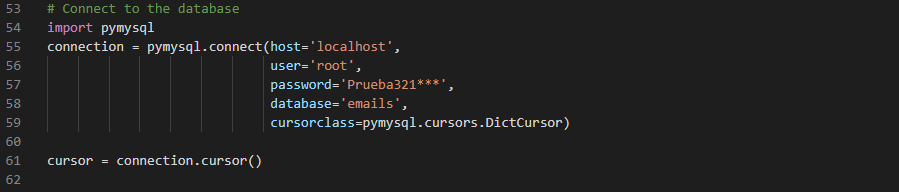 53 # Connect to the database
54 import pymysql
55 connection = pymysql.connect(host='localhost',
56 user='root',
57 password='Prueba321***',
58 database='emails',
59 cursorclass=pymysql.cursors.DictCursor)
60
61 cursor = connection.cursor()
62